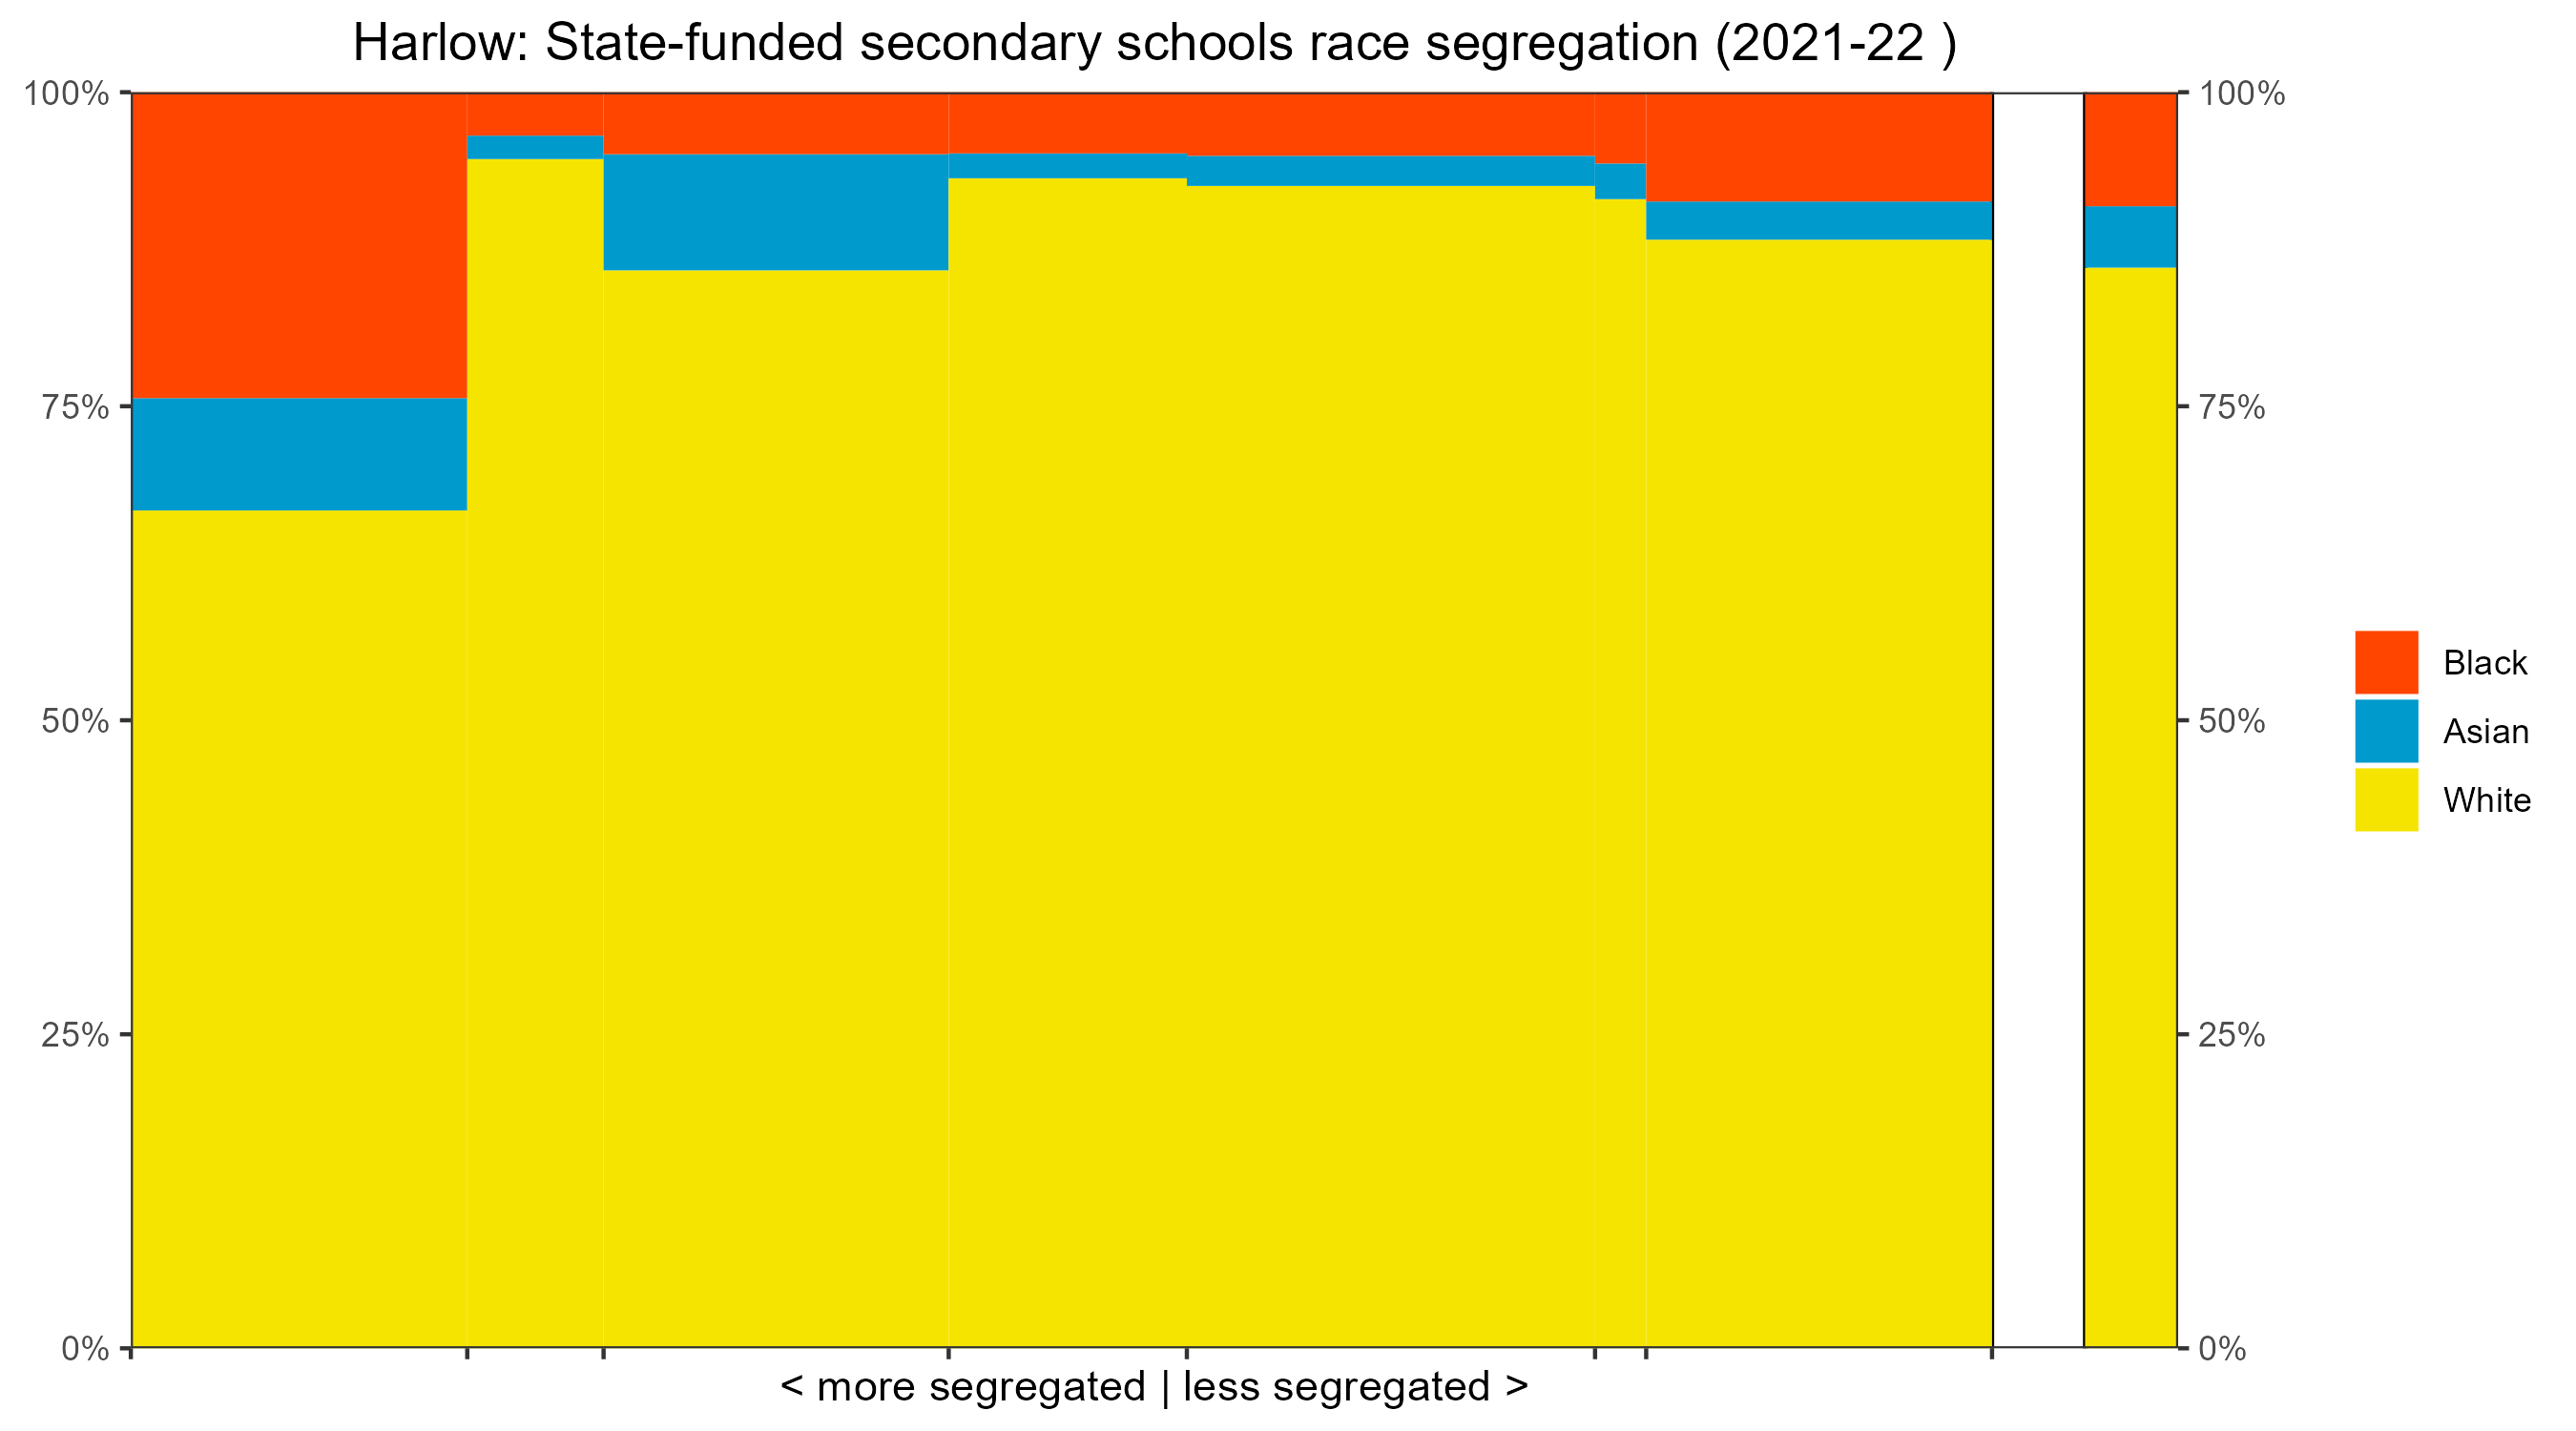 Harlow: State-funded secondary schools race segregation (2021-22 )
100%
75%
50%
25%
0%
100%
75%
50%
25%
0%
Black
Asian
White
< more segregated | less segregated >